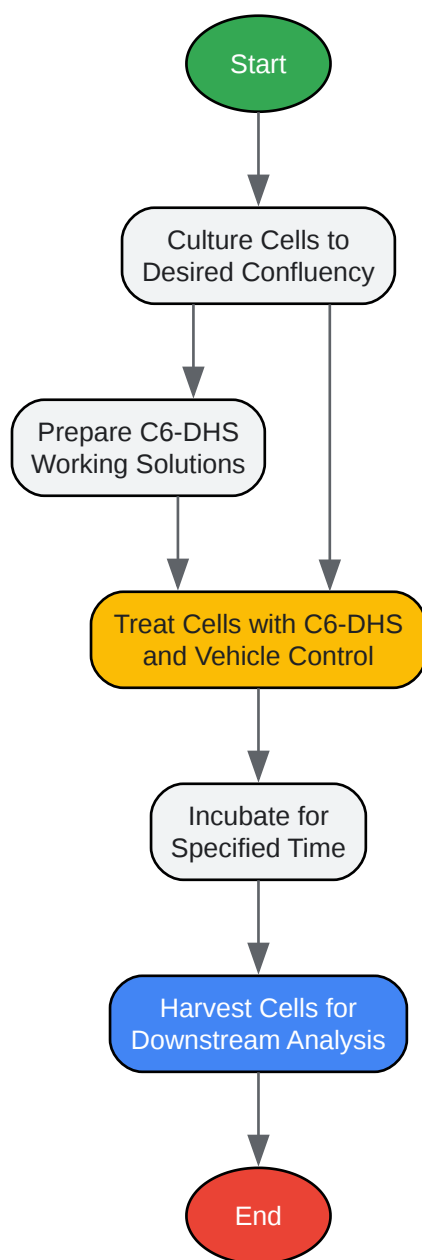 Start
Culture Cells to
Desired Confluency
Prepare C6-DHS
Working Solutions
Treat Cells with C6-DHS
and Vehicle Control
Incubate for
Specified Time
Harvest Cells for
Downstream Analysis
End